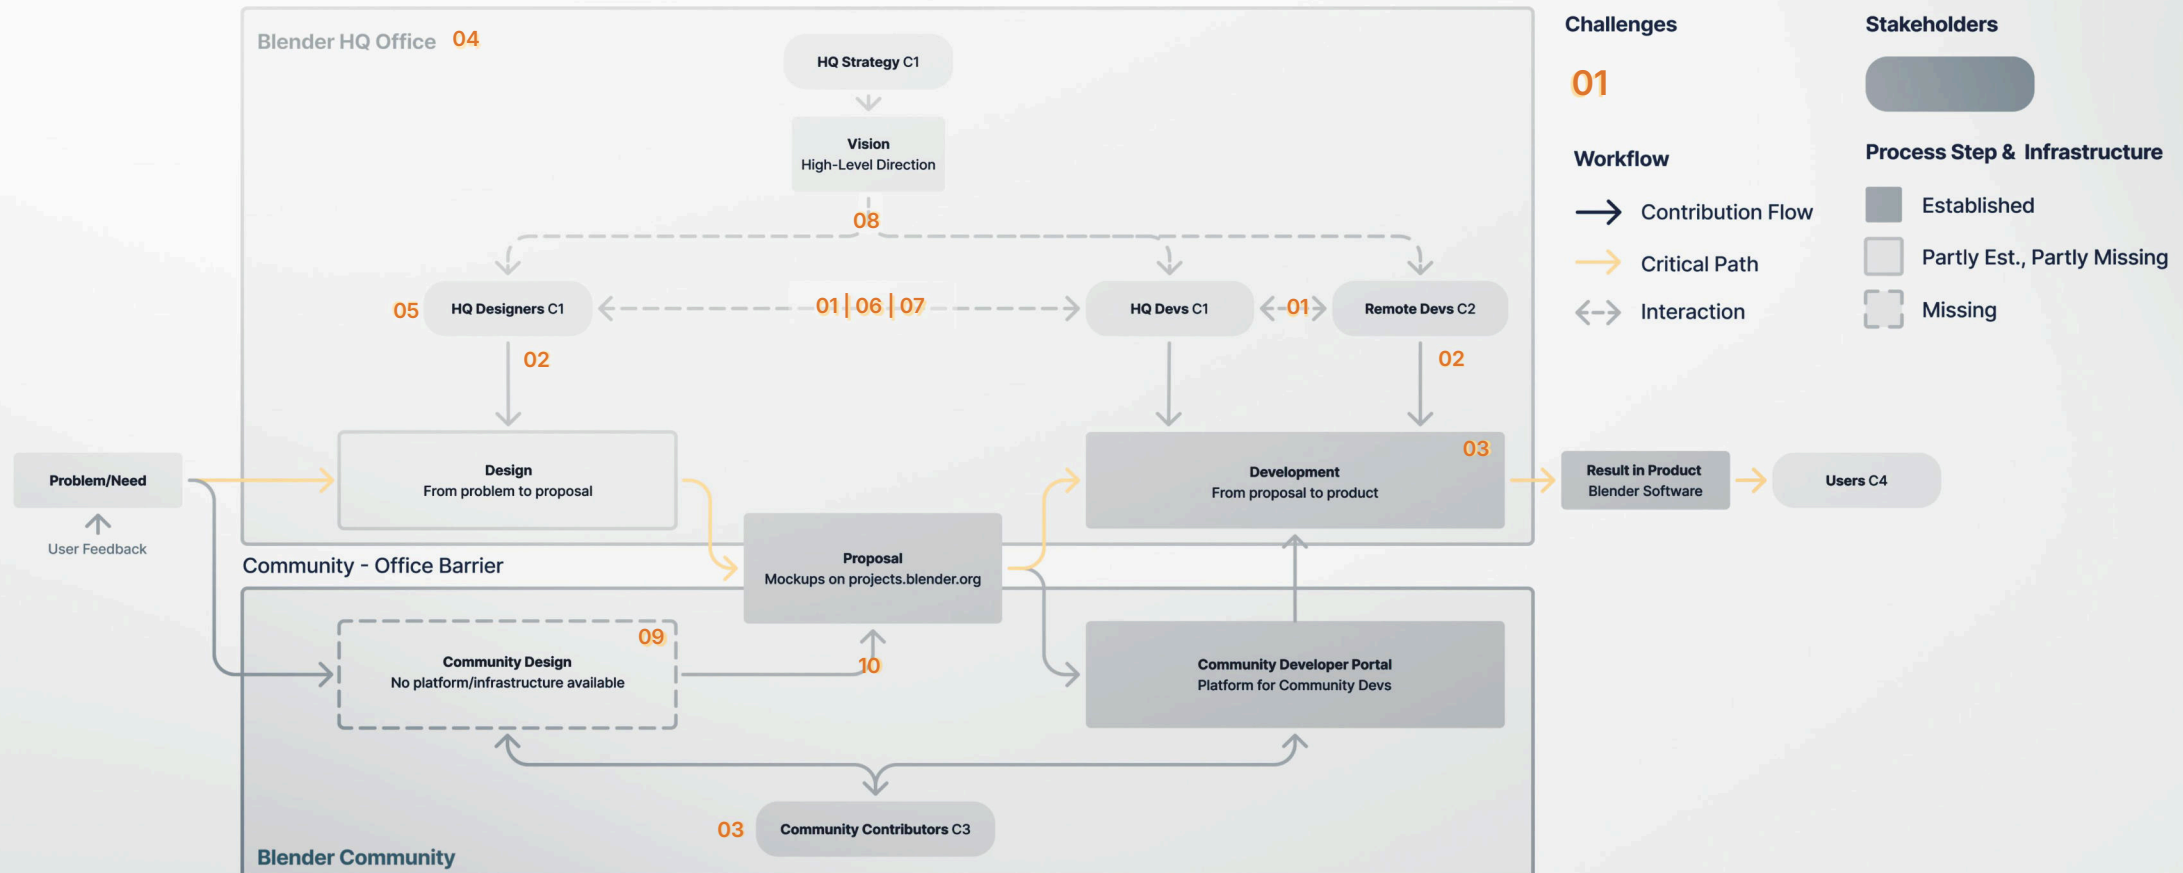 Blender HQ Office 04
HQ Strategy C1
Vision
High-Level Direction
08
05
HQ Designers C1
01 | 06 | 07
HQ Devs C1
01
Remote Devs C2
02
02
Problem/Need
User Feedback
Design
From problem to proposal
03
Development
From proposal to product
Result in Product
Blender Software
Users C4
Community - Office Barrier
Proposal
Mockups on projects.blender.org
09
Community Design
No platform/infrastructure available
10
Community Developer Portal
Platform for Community Devs
03
Community Contributors C3
Blender Community
Challenges
01
Workflow
Contribution Flow
Critical Path
Interaction
Stakeholders
Process Step & Infrastructure
Established
Partly Est., Partly Missing
Missing